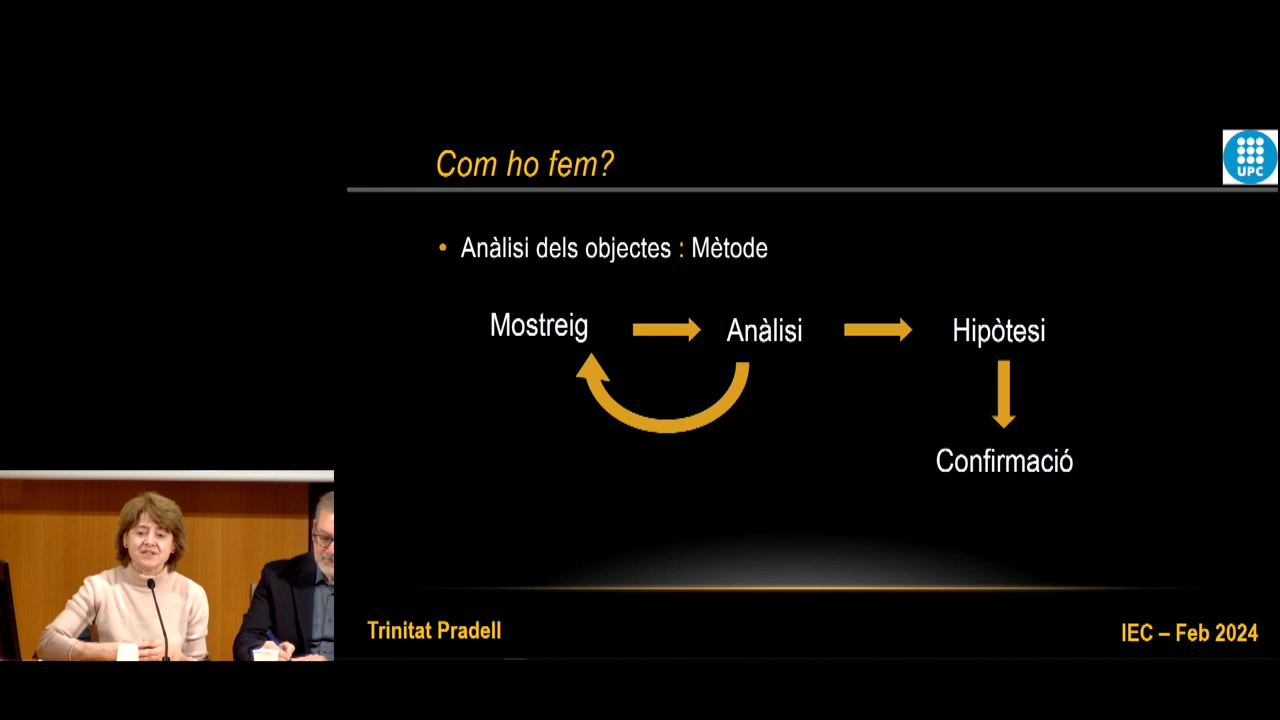 Com ho fem?
UPC
• Anàlisi dels objectes : Mètode
Mostreig
Anàlisi
Hipòtesi
Confirmació
Trinitat Pradell
IEC – Feb 2024